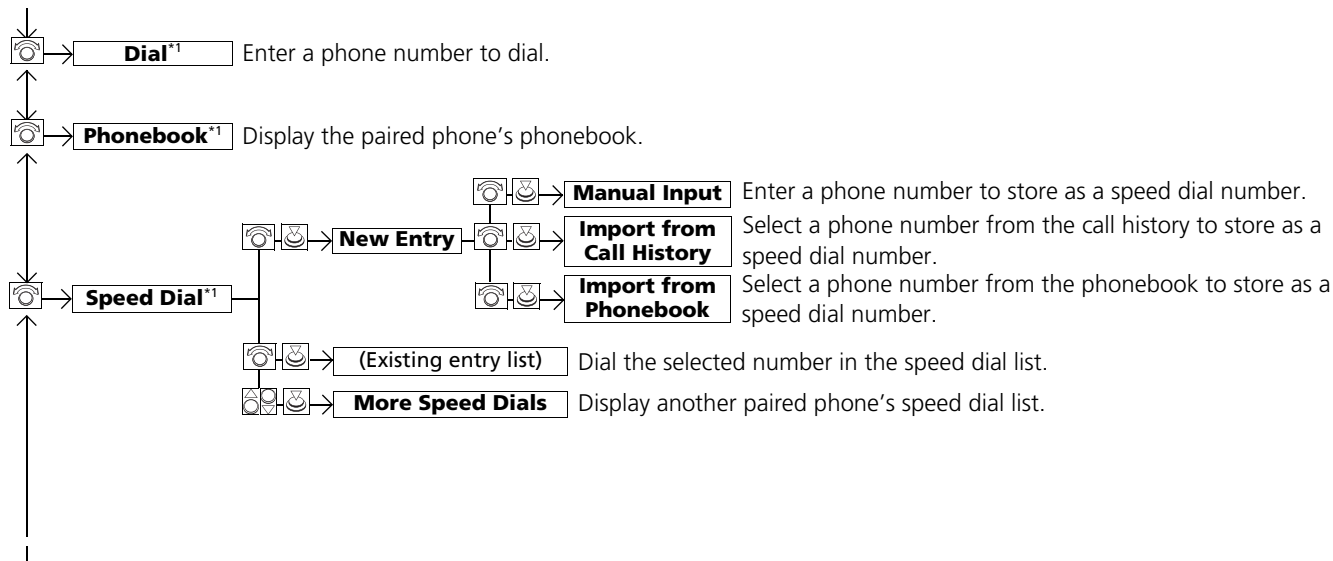 Dial*1 Enter a phone number to dial.
Phonebook*1 Display the paired phone’s phonebook.
Manual Input Enter a phone number to store as a speed dial number.
New Entry
Import from
Call History
Select a phone number from the call history to store as a
speed dial number.
Speed Dial*1
Import from
Phonebook
Select a phone number from the phonebook to store as a
speed dial number.
(Existing entry list) Dial the selected number in the speed dial list.
More Speed Dials Display another paired phone’s speed dial list.